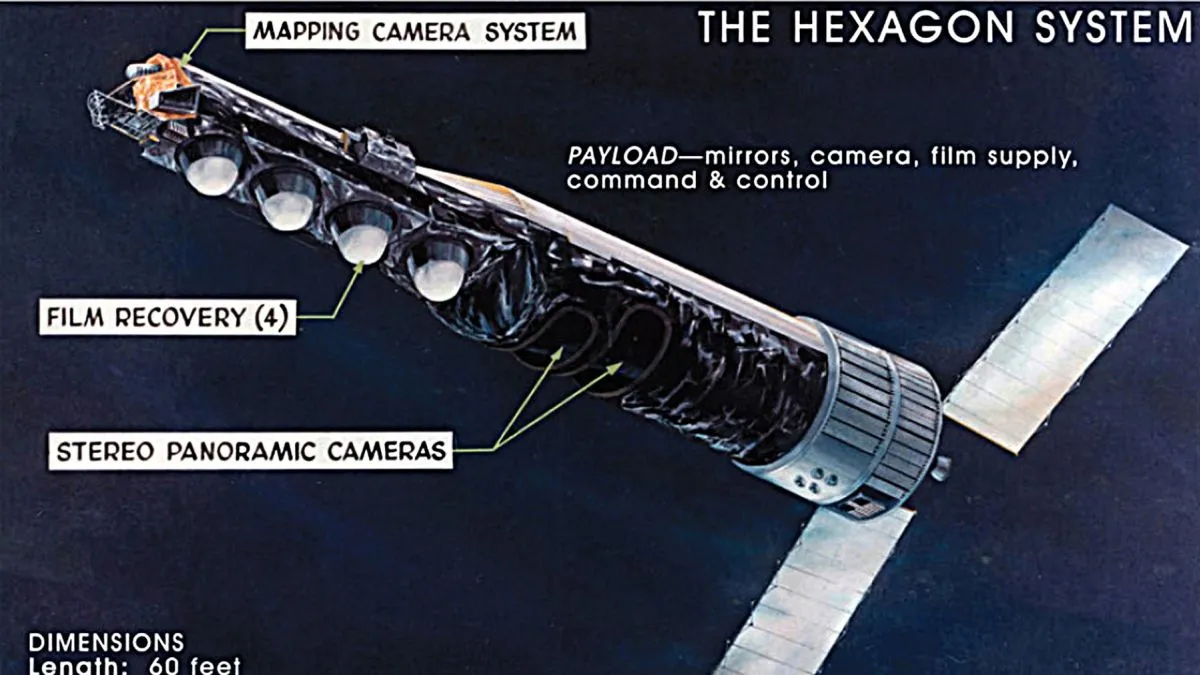 MAPPING CAMERA SYSTEM
THE HEXAGON SYSTEM
PAYLOAD—mirrors, camera, film supply,
command & control
FILM RECOVERY (4)
STEREO PANORAMIC CAMERAS
DIMENSIONS
Length: 60 feet